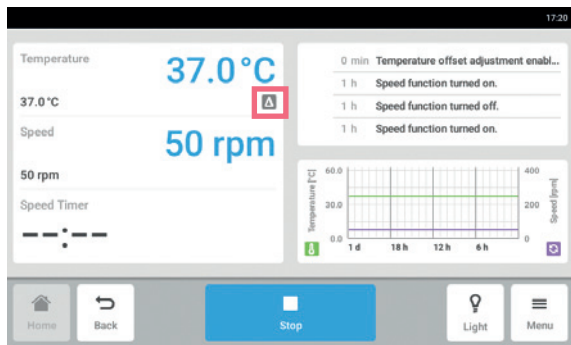 17:20
Temperature
37.0°C
37.0°C
Δ
Speed
50 rpm
50 rpm
Speed Timer
--:--
0 min Temperature offset adjustment enabl...
1 h Speed function turned on.
1 h Speed function turned off.
1 h Speed function turned on.
Temperature [°C]
60.0
20.0
0.0
1 d 18 h 12 h 6 h
400
200
0
Speed [rpm]
Home
Back
Stop
Light
Menu